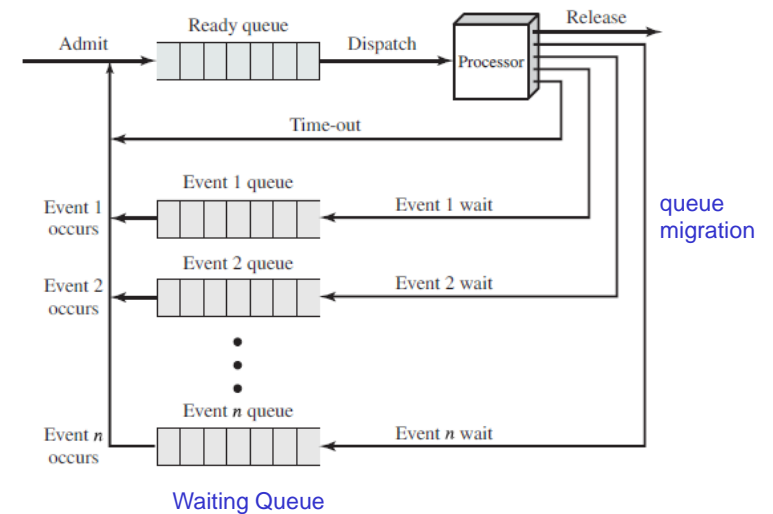 Release
Ready queue
Admit
Dispatch
Processor
Time-out
Event 1 queue
Event 1
occurs
Event 1 wait
queue
migration
Event 2 queue
Event 2
occurs
Event 2 wait
Event n queue
Event n
occurs
Event n wait
Waiting Queue